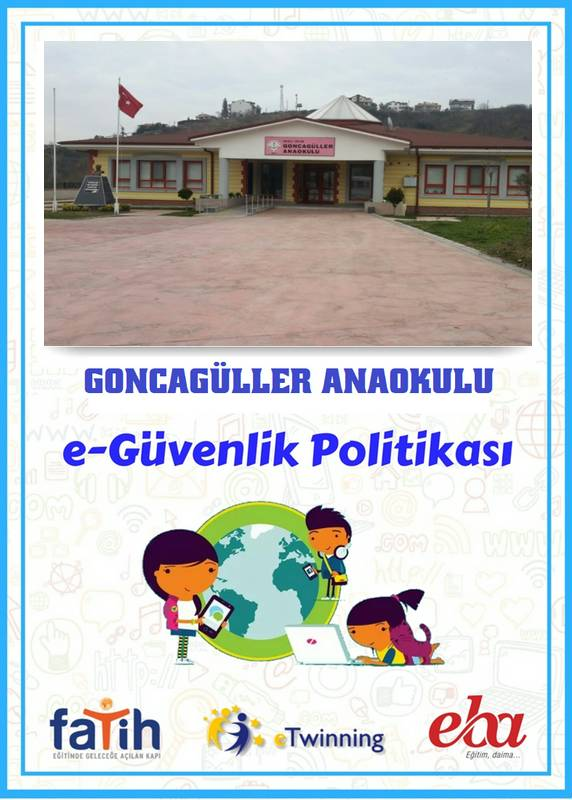 GONCAGÜLLER
ANAOKULU
GONCAGÜLLER ANAOKULU
e-Güvenlik Politikası
fatih
EĞİTİMDE GELECEĞE AÇILAN KAPI
eTwinning
eba
Eğitim, daima...